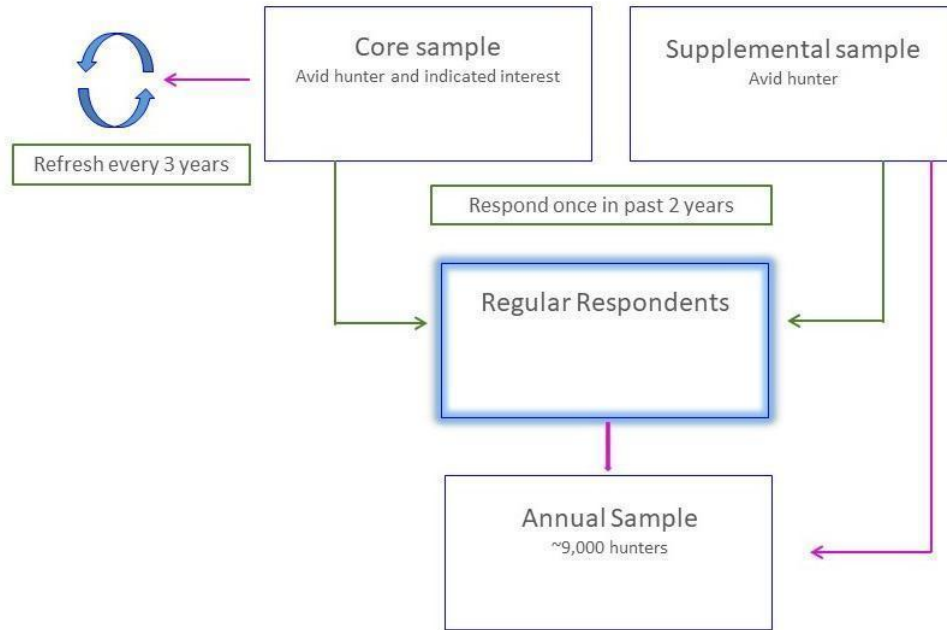 Core sample
Avid hunter and indicated interest
Supplemental sample
Avid hunter
Refresh every 3 years
Respond once in past 2 years
Regular Respondents
Annual Sample
~9,000 hunters